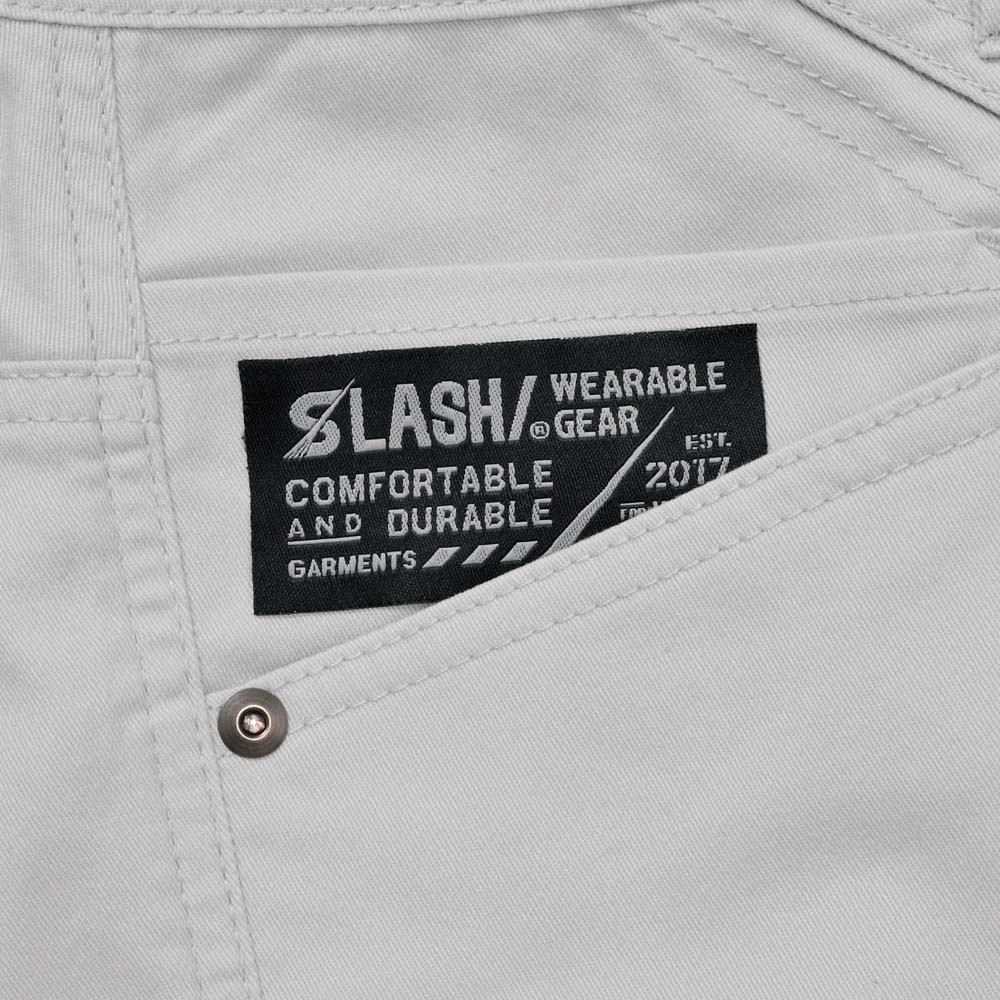 SLASH/® WEARABLE
GEAR
EST.
2017
COMFORTABLE
AND DURABLE
GARMENTS